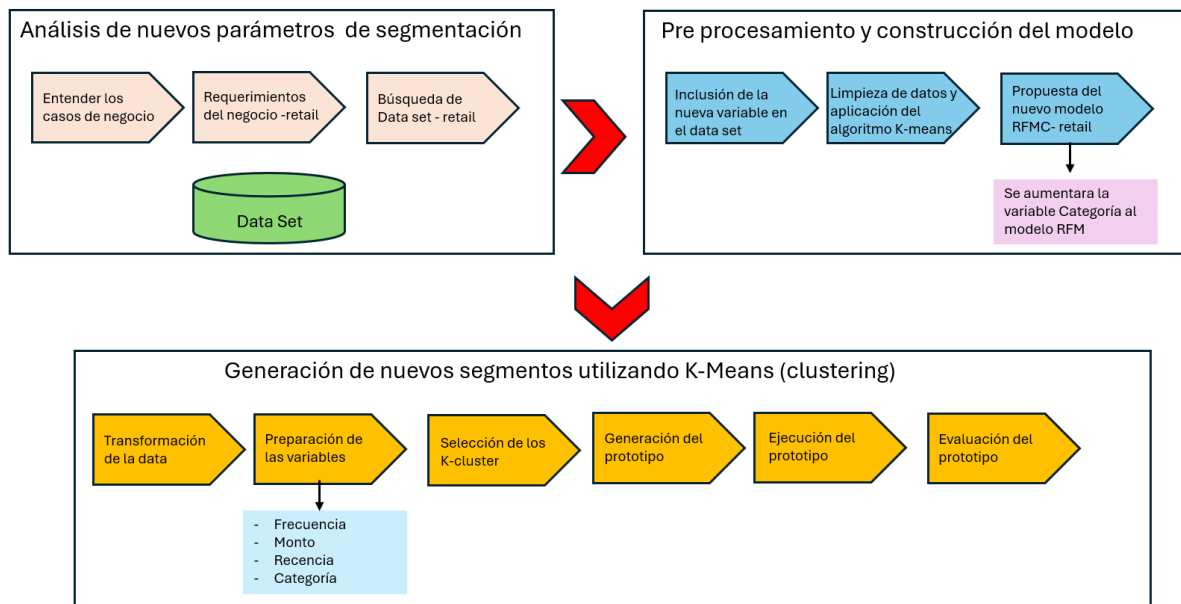 Análisis de nuevos parámetros de segmentación
Entender los
casos de negocio
Requerimientos
del negocio -retail
Búsqueda de
Data set - retail
Data Set
Pre procesamiento y construcción del modelo
Inclusión de la
nueva variable en
el data set
Limpieza de datos y
aplicación del
algoritmo K-means
Propuesta del
nuevo modelo
RFMC- retail
Se aumentara la
variable Categoría al
modelo RFM
Generación de nuevos segmentos utilizando K-Means (clustering)
Transformación
de la data
Preparación de
las variables
- Frecuencia
- Monto
- Recencia
- Categoría
Selección de los
K-cluster
Generación del
prototipo
Ejecución del
prototipo
Evaluación del
prototipo